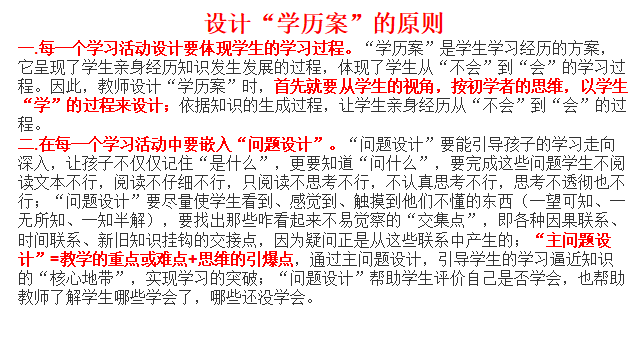 设计“学历案”的原则
一.每一个学习活动设计要体现学生的学习过程。“学历案”是学生学习经历的方案，
它呈现了学生亲身经历知识发生发展的过程，体现了学生从“不会”到“会”的学习过
程。因此，教师设计“学历案”时，首先就要从学生的视角，按初学者的思维，以学生
“学”的过程来设计；依据知识的生成过程，让学生亲身经历从“不会”到“会”的过
程。
二.在每一个学习活动中要嵌入“问题设计”。“问题设计”要能引导孩子的学习走向
深入，让孩子不仅仅记住“是什么”，更要知道“问什么”，要完成这些问题学生不阅
读文本不行，阅读不仔细不行，只阅读不思考不行，不认真思考不行，思考不透彻也不
行；“问题设计”要尽量使学生看到、感觉到、触摸到他们不懂的东西（一望可知、一
无所知、一知半解），要找出那些咋看起来不易觉察的“交集点”，即各种因果联系、
时间联系、新旧知识挂钩的交接点，因为疑问正是从这些联系中产生的；“主问题设
计”=教学的重点或难点+思维的引爆点，通过主问题设计，引导学生的学习逼近知识
的“核心地带”，实现学习的突破；“问题设计”帮助学生评价自己是否学会，也帮助
教师了解学生哪些学会了，哪些还没学会。